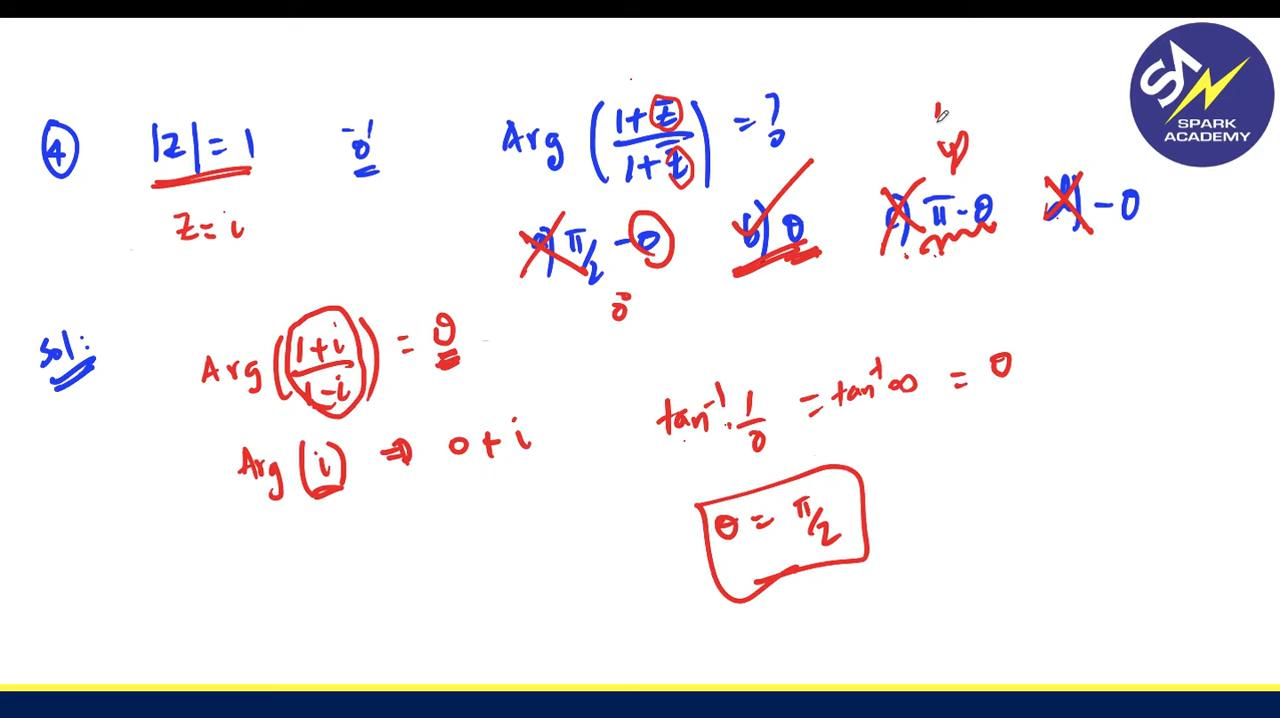 ④ |z| = 1 Arg (1+z / 1+z̄) = ?
z = i
a) π/2 - θ b) θ c) π - θ d) - θ
Sol: Arg (1+i / 1-i) = θ
Arg (i) ⇒ 0 + i
tan⁻¹ 1/0 = tan⁻¹ ∞ = θ
θ = π/2
SAN
SPARK
ACADEMY